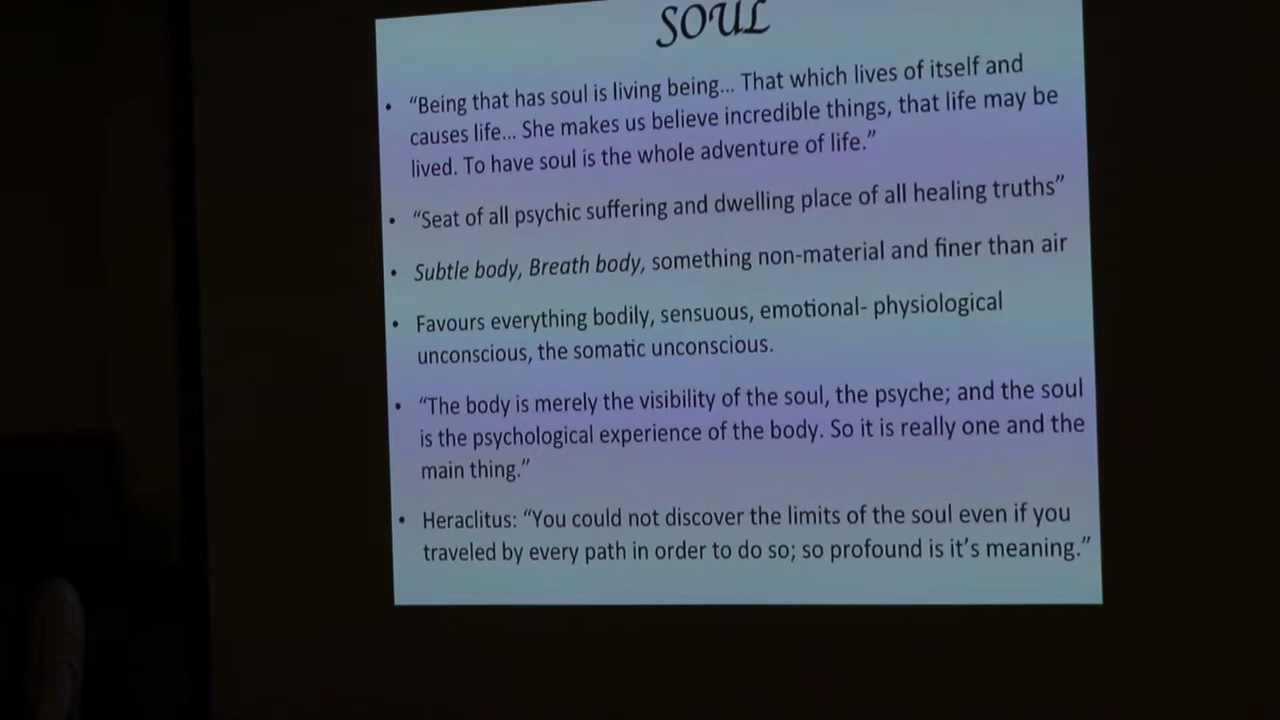 SOUL
• “Being that has soul is living being... That which lives of itself and
causes life... She makes us believe incredible things, that life may be
lived. To have soul is the whole adventure of life.”
• “Seat of all psychic suffering and dwelling place of all healing truths”
• Subtle body, Breath body, something non-material and finer than air
• Favours everything bodily, sensuous, emotional- physiological
unconscious, the somatic unconscious.
• “The body is merely the visibility of the soul, the psyche; and the soul
is the psychological experience of the body. So it is really one and the
main thing.”
• Heraclitus: “You could not discover the limits of the soul even if you
traveled by every path in order to do so; so profound is it’s meaning.”